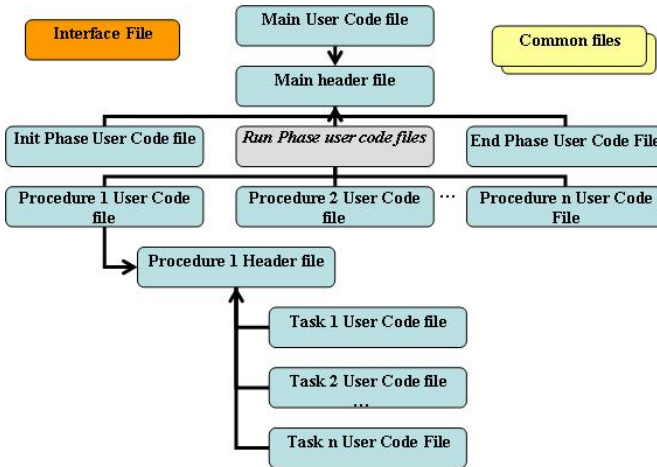 Interface File
Main User Code file
Common files
Main header file
Init Phase User Code file
Run Phase user code files
End Phase User Code File
Procedure 1 User Code
file
Procedure 2 User Code
file
...
Procedure n User Code
File
Procedure 1 Header file
Task 1 User Code file
Task 2 User Code file
...
Task n User Code File